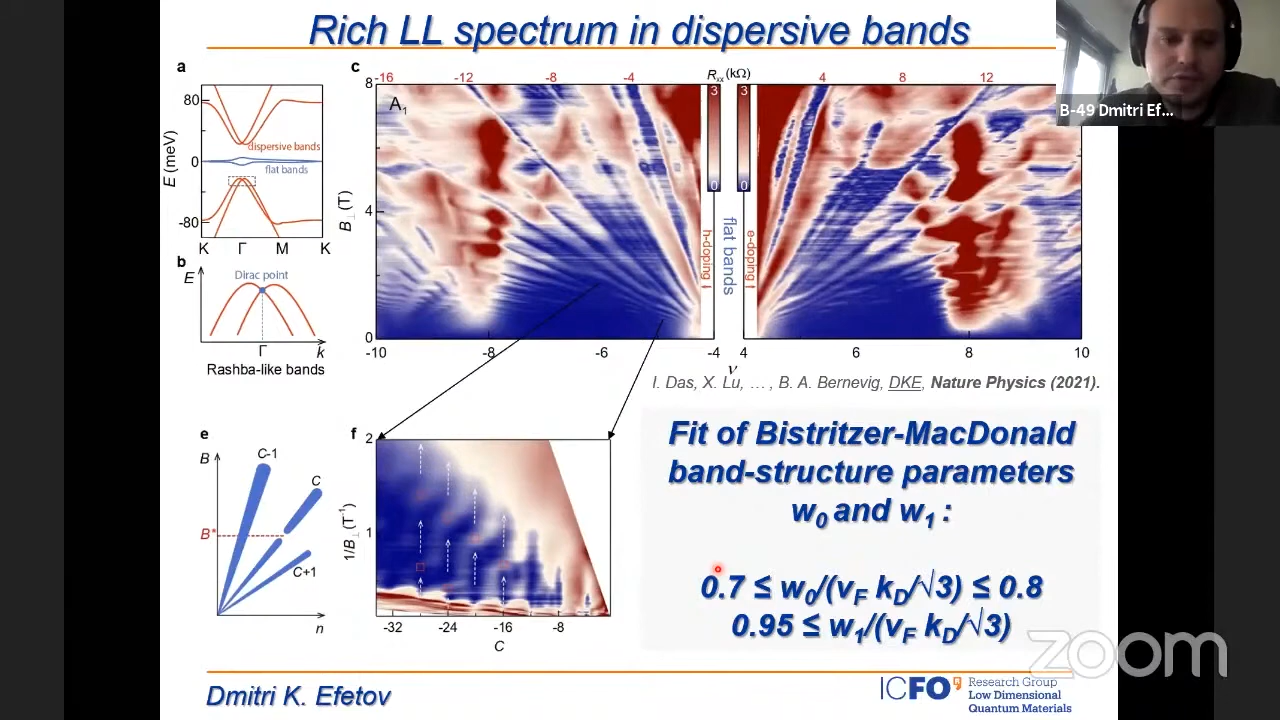 Rich LL spectrum in dispersive bands
B-49 Dmitri Ef...
a
80
0
-80
E (meV)
dispersive bands
flat bands
K Γ M K
b
E
Dirac point
Γ
k
Rashba-like bands
c
-16 -12 -8 -4
Rxx (kΩ)
4 8 12
8
4
0
B⊥(T)
A1
3
0
3
0
h-doping
flat bands
e-doping
-10 -8 -6 -4 4 6 8 10
ν
I. Das, X. Lu, … , B. A. Bernevig, DKE, Nature Physics (2021).
e
B
C-1
C
B*
C+1
n
f
2
1
1/B⊥(T⁻¹)
-32 -24 -16 -8
C
Fit of Bistritzer-MacDonald
band-structure parameters
w0 and w1 :
0.7 ≤ w0/(vF kD/√3) ≤ 0.8
0.95 ≤ w1/(vF kD/√3)
zoom
Dmitri K. Efetov
ICFO
Research Group
Low Dimensional
Quantum Materials